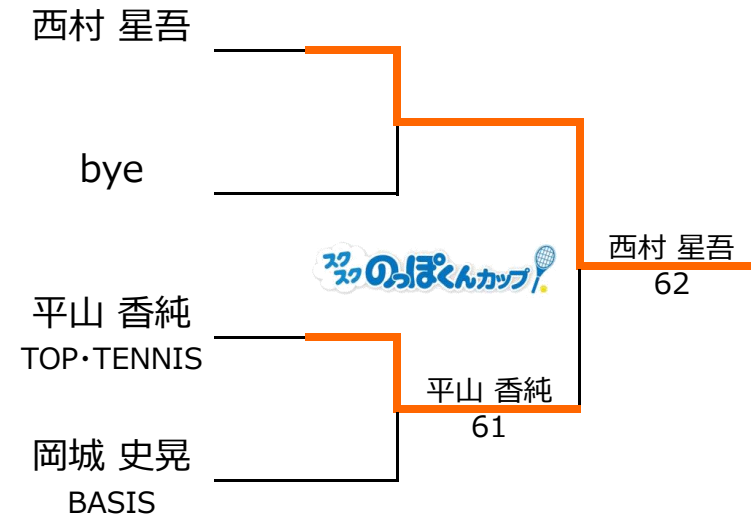 西村 星吾
bye
スクスク のっぽくんカップ
西村 星吾
62
平山 香純
TOP・TENNIS
平山 香純
61
岡城 史晃
BASIS